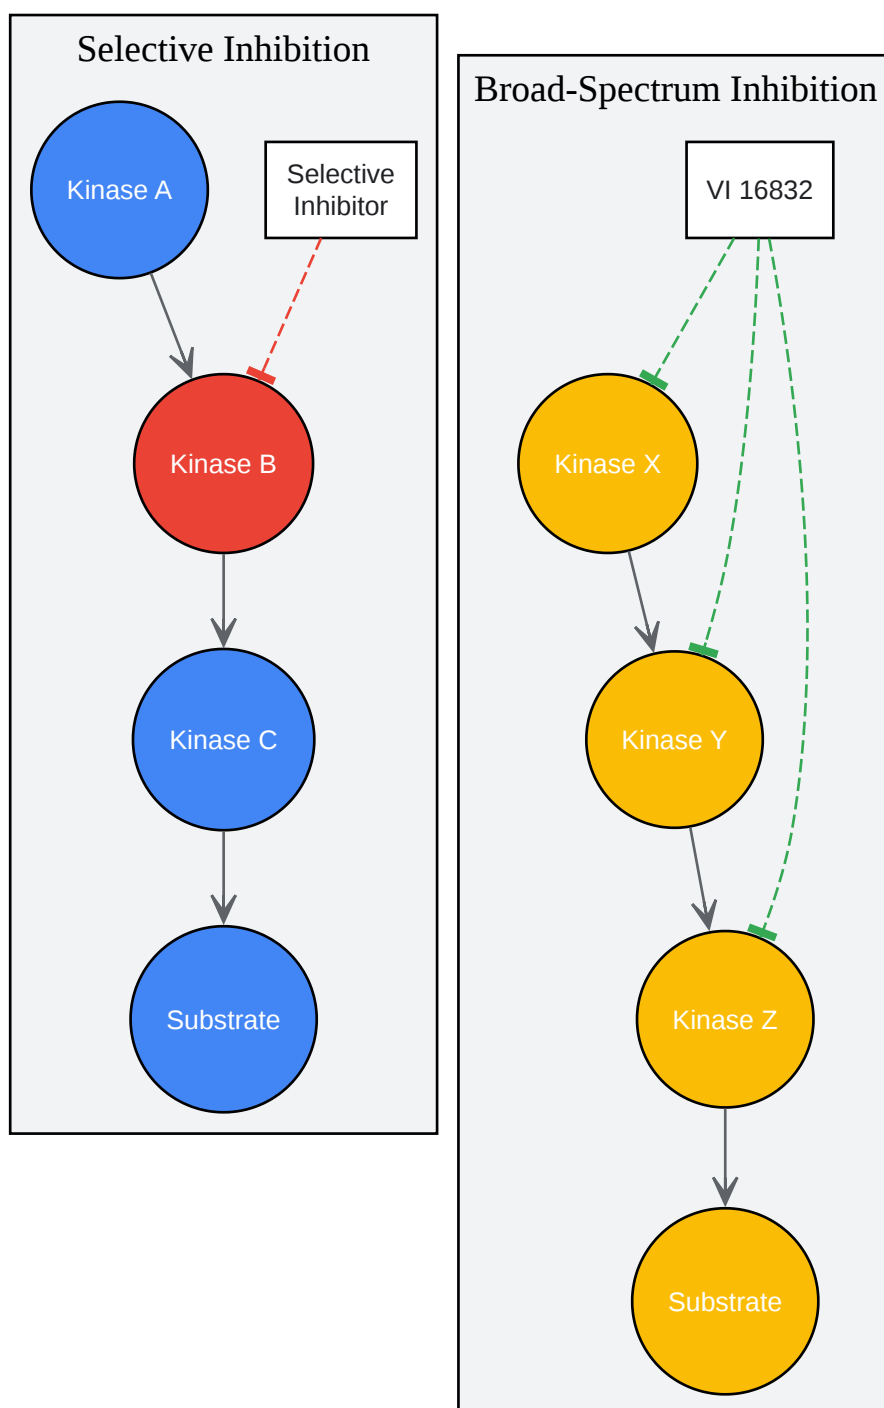 Selective Inhibition
Kinase A
Selective
Inhibitor
Kinase B
Kinase C
Substrate
Broad-Spectrum Inhibition
VI 16832
Kinase X
Kinase Y
Kinase Z
Substrate